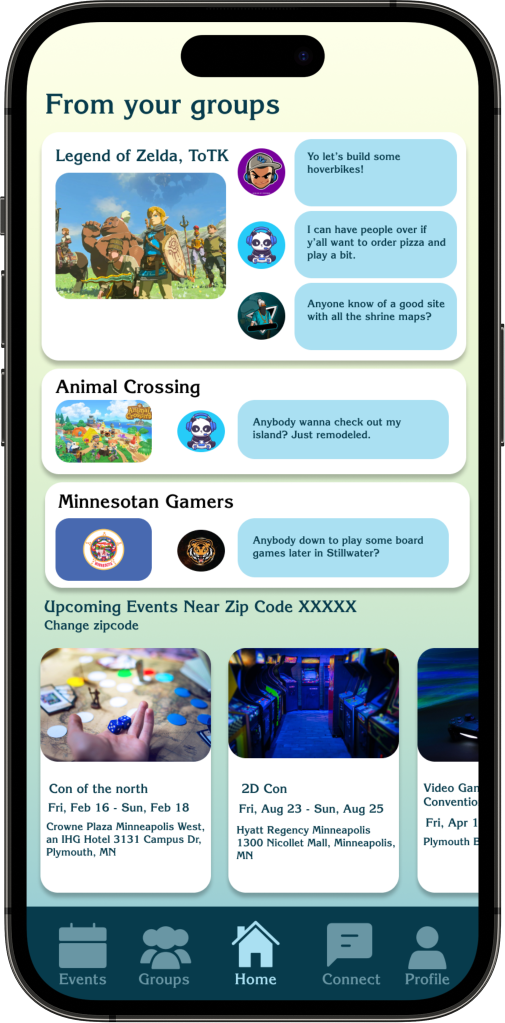 From your groups
Legend of Zelda, ToTK
Yo let's build some
hoverbikes!
I can have people over if
y'all want to order pizza and
play a bit.
Anyone know of a good site
with all the shrine maps?
Animal Crossing
Anybody wanna check out my
island? Just remodeled.
Minnesotan Gamers
Anybody down to play some board
games later in Stillwater?
Upcoming Events Near Zip Code XXXXX
Change zipcode
Con of the north
Fri, Feb 16 - Sun, Feb 18
Crowne Plaza Minneapolis West,
an IHG Hotel 3131 Campus Dr,
Plymouth, MN
2D Con
Fri, Aug 23 - Sun, Aug 25
Hyatt Regency Minneapolis
1300 Nicollet Mall, Minneapolis,
MN
Video Gam
Conventio
Fri, Apr 1
Plymouth
Events
Groups
Home
Connect
Profile